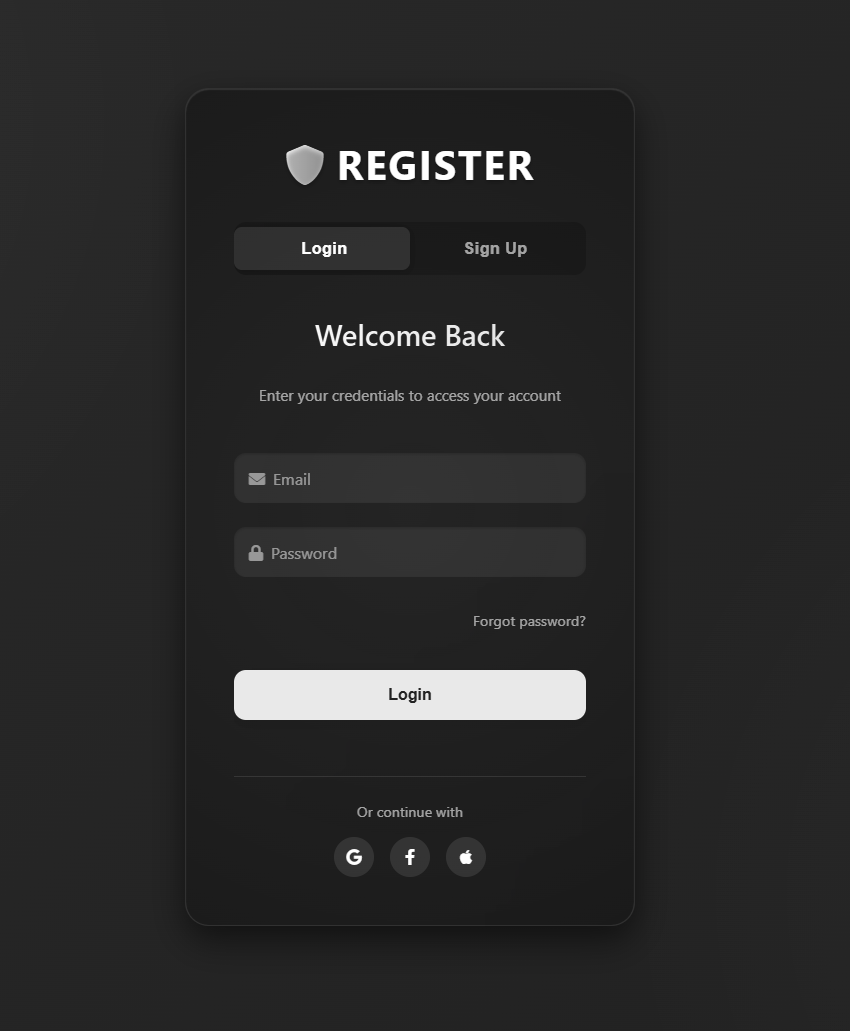 REGISTER
Login
Sign Up
Welcome Back
Enter your credentials to access your account
Email
Password
Forgot password?
Login
Or continue with